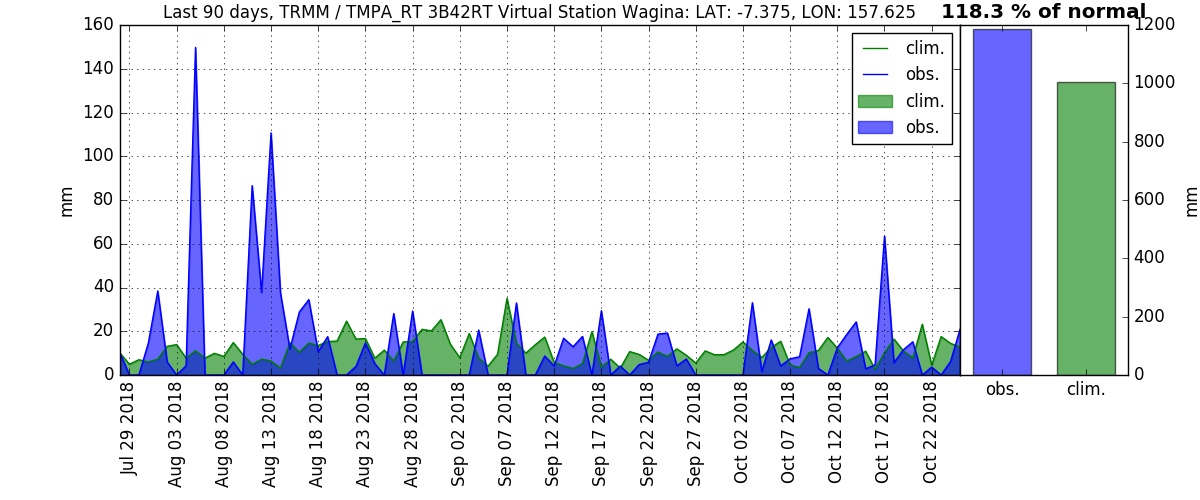 Last 90 days, TRMM / TMPA_RT 3B42RT Virtual Station Wagina: LAT: -7.375, LON: 157.625
118.3 % of normal
160
140
120
100
80
60
40
20
0
mm
clim.
obs.
clim.
obs.
1200
1000
800
600
400
200
0
mm
obs.
clim.
Jul 29 2018
Aug 03 2018
Aug 08 2018
Aug 13 2018
Aug 18 2018
Aug 23 2018
Aug 28 2018
Sep 02 2018
Sep 07 2018
Sep 12 2018
Sep 17 2018
Sep 22 2018
Sep 27 2018
Oct 02 2018
Oct 07 2018
Oct 12 2018
Oct 17 2018
Oct 22 2018